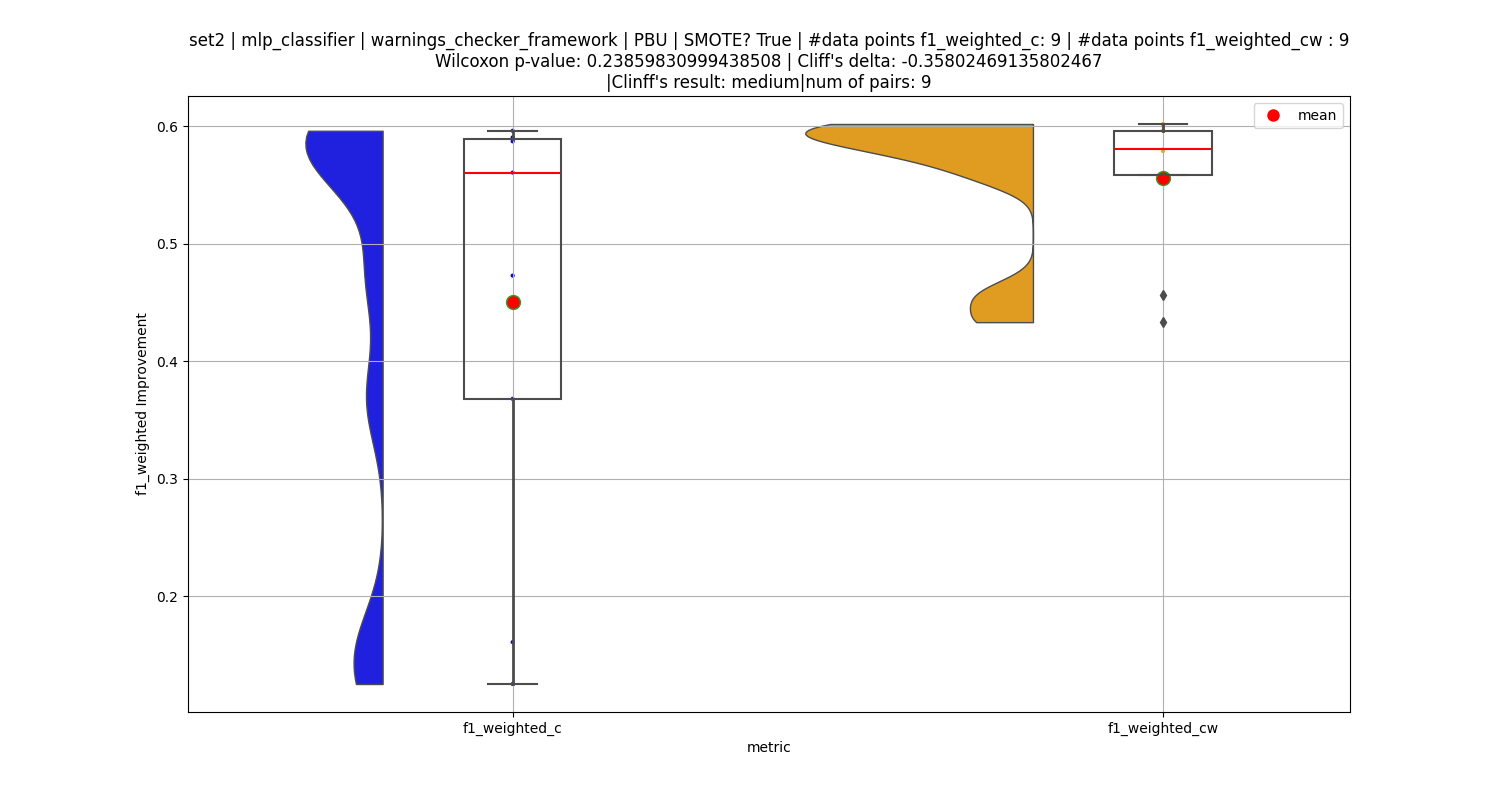 set2 | mlp_classifier | warnings_checker_framework | PBU | SMOTE? True | #data points f1_weighted_c: 9 | #data points f1_weighted_cw : 9
Wilcoxon p-value: 0.23859830999438508 | Cliff's delta: -0.35802469135802467
|Clinff's result: medium|num of pairs: 9
mean
0.6
0.5
0.4
0.3
0.2
f1_weighted Improvement
f1_weighted_c
f1_weighted_cw
metric